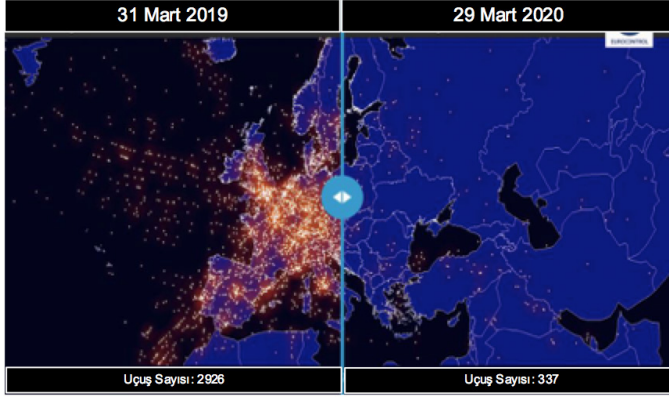 31 Mart 2019
29 Mart 2020
EUROCONTROL
Uçuş Sayısı: 2926
Uçuş Sayısı: 337